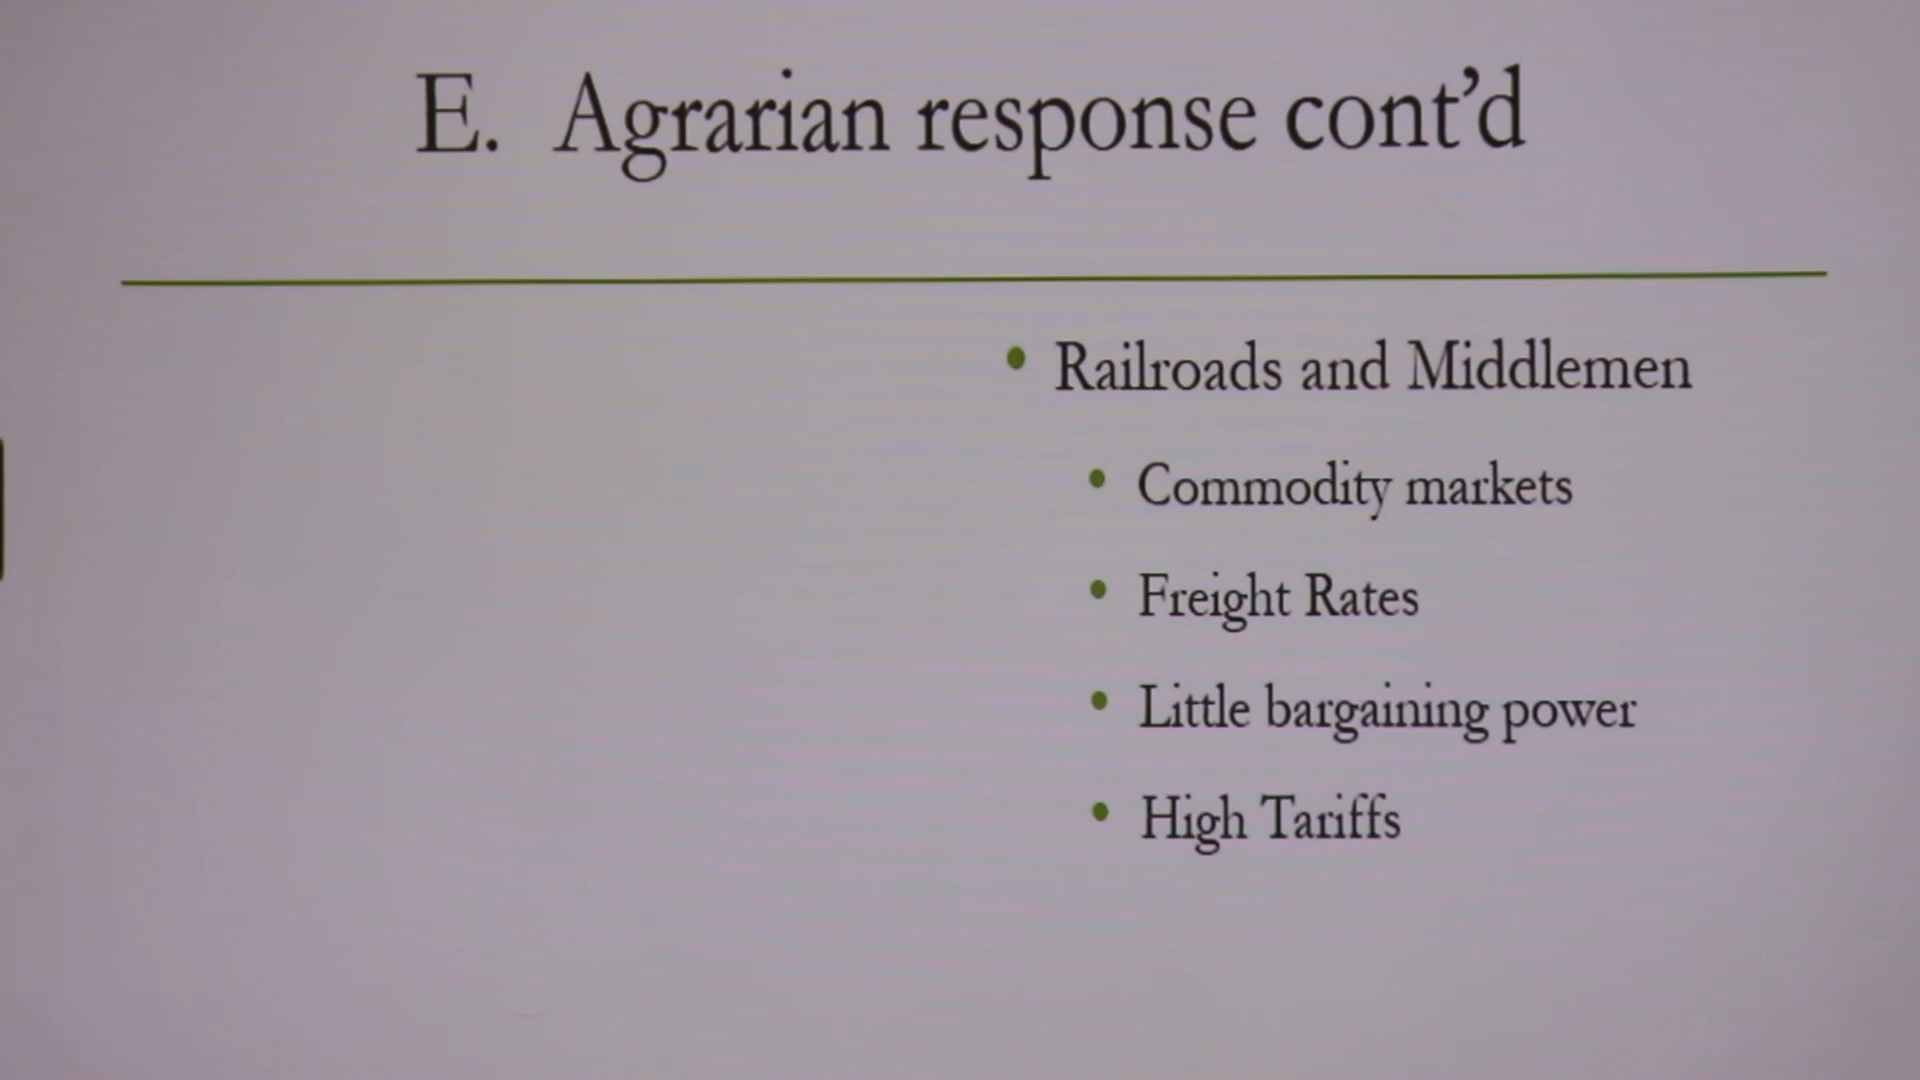 E. Agrarian response cont'd
• Railroads and Middlemen
• Commodity markets
• Freight Rates
• Little bargaining power
• High Tariffs